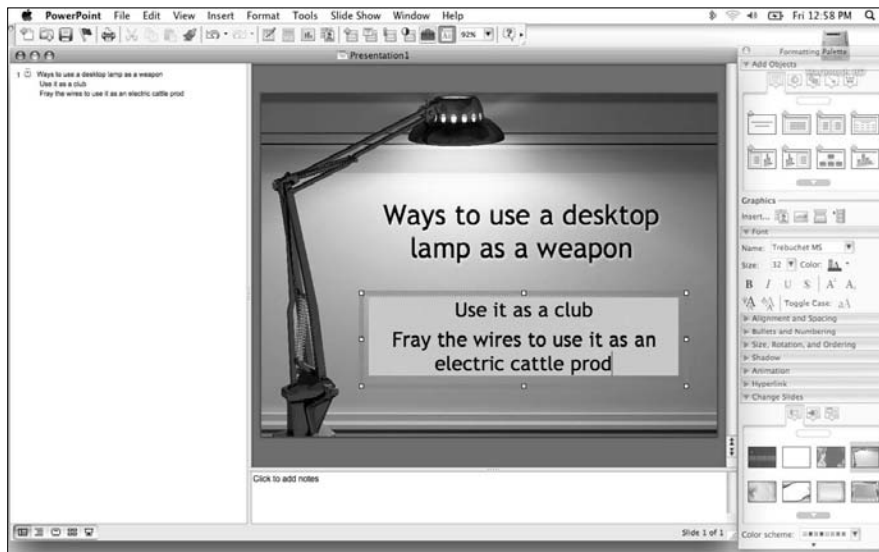 PowerPoint File Edit View Insert Format Tools Slide Show Window Help
Fri 12:58 PM
92%
Presentation1
1 Ways to use a desktop lamp as a weapon
Use it as a club
Fray the wires to use it as an electric cattle prod
Ways to use a desktop
lamp as a weapon
Use it as a club
Fray the wires to use it as an
electric cattle prod
Click to add notes
Slide 1 of 1
Formatting Palette
Add Objects
Graphics
Insert...
Font
Name: Trebuchet MS
Size: 32 Color:
B I U S A² A₂
Toggle Case:
Alignment and Spacing
Bullets and Numbering
Size, Rotation, and Ordering
Shadow
Animation
Hyperlink
Change Slides
Color scheme: